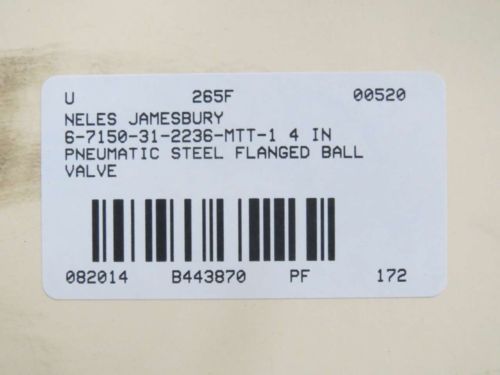 U 265F 00520
NELES JAMESBURY
6-7150-31-2236-MTT-1 4 IN
PNEUMATIC STEEL FLANGED BALL
VALVE
082014 B443870 PF 172